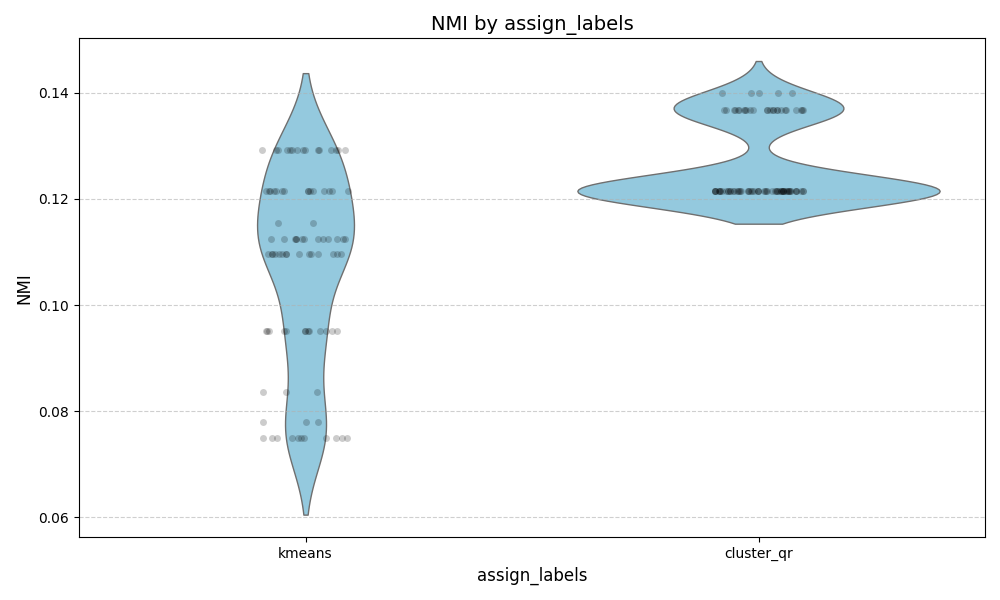 NMI by assign_labels
NMI
0.14
0.12
0.10
0.08
0.06
kmeans
cluster_qr
assign_labels